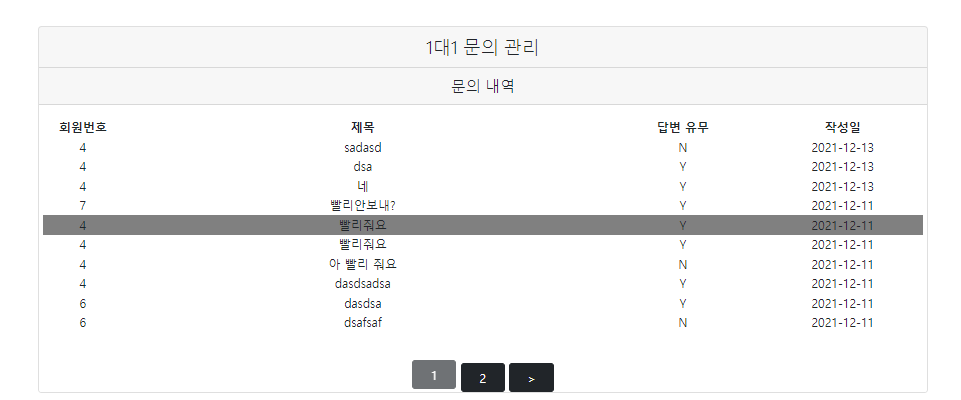 1대1 문의 관리
문의 내역
회원번호 제목 답변 유무 작성일
4 sadasd N 2021-12-13
4 dsa Y 2021-12-13
4 네 Y 2021-12-13
7 빨리안보내? Y 2021-12-11
4 빨리줘요 Y 2021-12-11
4 빨리줘요 Y 2021-12-11
4 아 빨리 줘요 N 2021-12-11
4 dasdsadsa Y 2021-12-11
6 dasdsa Y 2021-12-11
6 dsafsaf N 2021-12-11
1 2 >